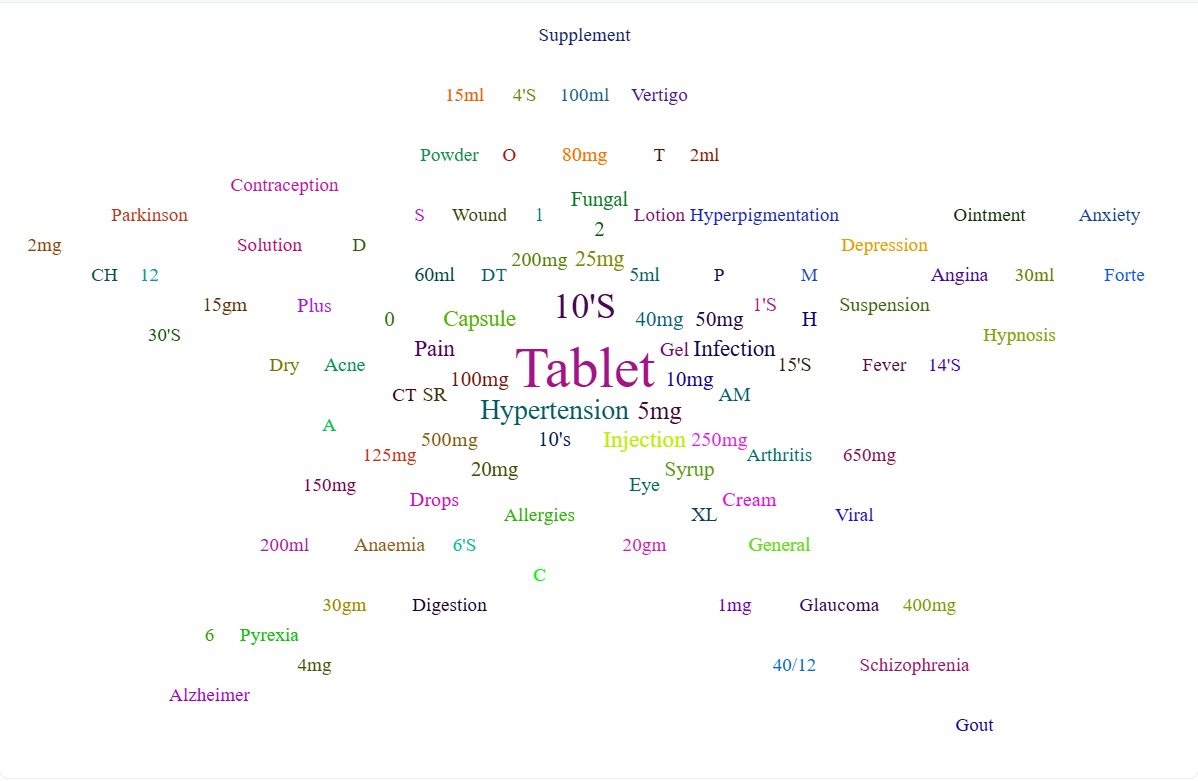 Supplement
15ml 4'S 100ml Vertigo
Powder O 80mg T 2ml
Contraception
Fungal
Parkinson S Wound 1 Lotion Hyperpigmentation Ointment Anxiety
2
2mg Solution D Depression
200mg 25mg
CH 12 60ml DT 5ml P M Angina 30ml Forte
15gm Plus 10'S 1'S Suspension
0 Capsule 40mg 50mg H
30'S Hypnosis
Pain Gel Infection
Dry Acne Tablet 15'S Fever 14'S
100mg 10mg
CT SR AM
Hypertension 5mg
A
500mg 10's Injection 250mg
125mg Arthritis 650mg
20mg Syrup
150mg Eye
Drops Cream
Allergies XL Viral
200ml Anaemia 6'S 20gm General
C
30gm Digestion 1mg Glaucoma 400mg
6 Pyrexia
4mg 40/12 Schizophrenia
Alzheimer
Gout